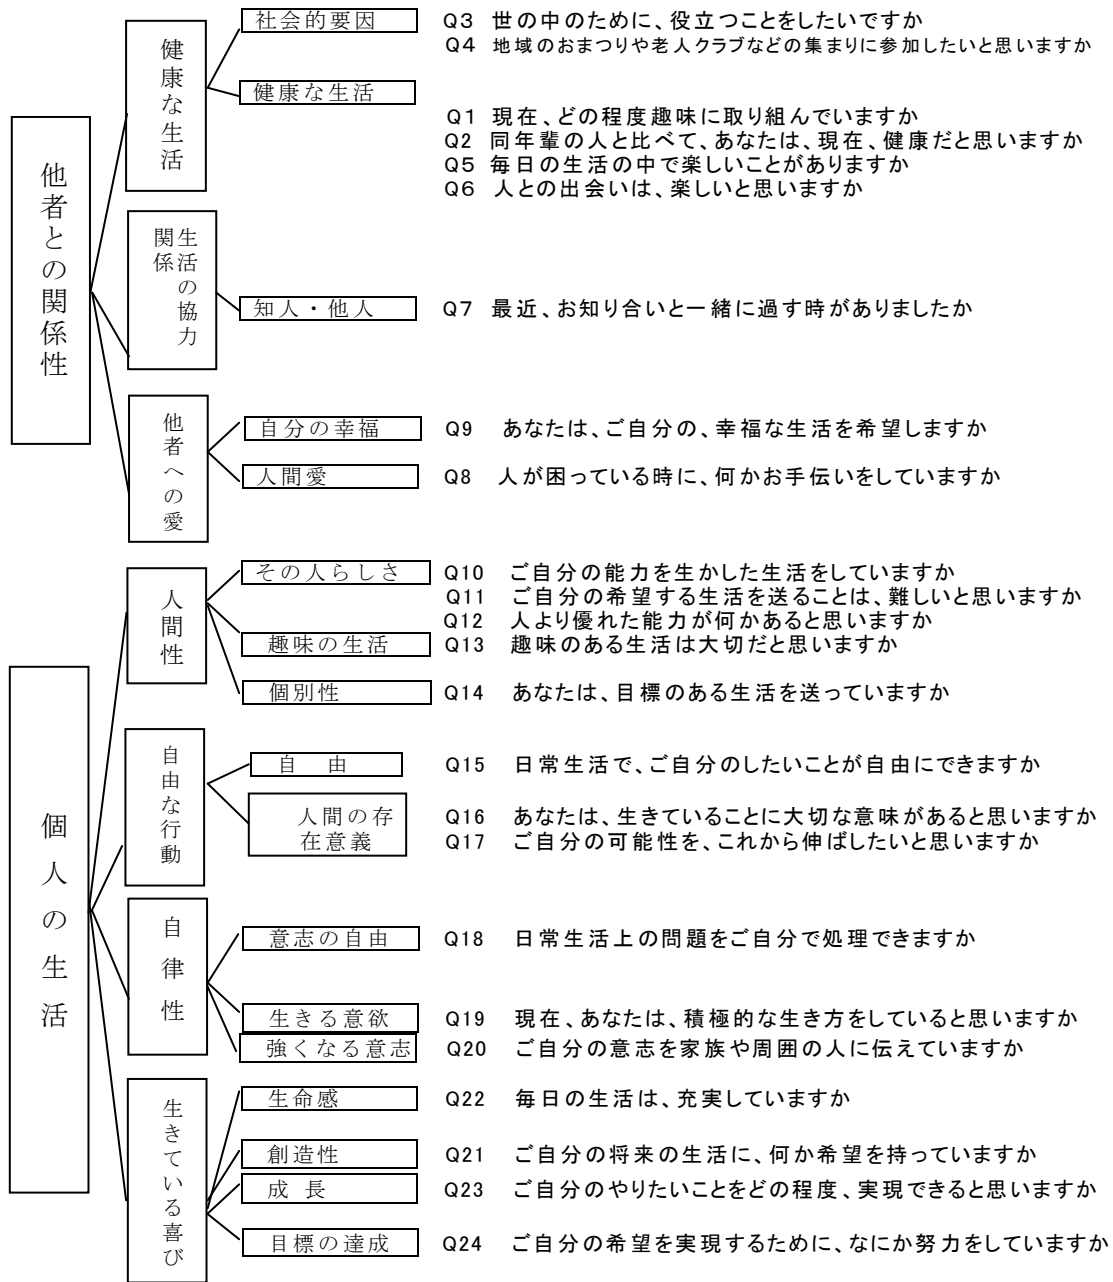 他者との関係性
健康な生活
社会的要因
Q3 世の中のために、役立つことをしたいですか
Q4 地域のおまつりや老人クラブなどの集まりに参加したいと思いますか
健康な生活
Q1 現在、どの程度趣味に取り組んでいますか
Q2 同年輩の人と比べて、あなたは、現在、健康だと思いますか
Q5 毎日の生活の中で楽しいことがありますか
Q6 人との出会いは、楽しいと思いますか
生活の協力
関係
知人・他人
Q7 最近、お知り合いと一緒に過す時がありましたか
他者への愛
自分の幸福
Q9 あなたは、ご自分の、幸福な生活を希望しますか
人間愛
Q8 人が困っている時に、何かお手伝いをしていますか
個人の生活
人間性
その人らしさ
Q10 ご自分の能力を生かした生活をしていますか
Q11 ご自分の希望する生活を送ることは、難しいと思いますか
Q12 人より優れた能力が何かあると思いますか
趣味の生活
Q13 趣味のある生活は大切だと思いますか
個別性
Q14 あなたは、目標のある生活を送っていますか
自由な行動
自 由
Q15 日常生活で、ご自分のしたいことが自由にできますか
人間の存
在意義
Q16 あなたは、生きていることに大切な意味があると思いますか
Q17 ご自分の可能性を、これから伸ばしたいと思いますか
自律性
意志の自由
Q18 日常生活上の問題をご自分で処理できますか
生きる意欲
Q19 現在、あなたは、積極的な生き方をしていると思いますか
強くなる意志
Q20 ご自分の意志を家族や周囲の人に伝えていますか
生きている喜び
生命感
Q22 毎日の生活は、充実していますか
創造性
Q21 ご自分の将来の生活に、何か希望を持っていますか
成 長
Q23 ご自分のやりたいことをどの程度、実現できると思いますか
目標の達成
Q24 ご自分の希望を実現するために、なにか努力をしていますか